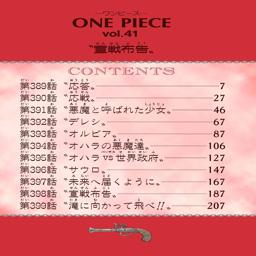 ―ワンピース―
ONE PIECE
vol.41
〝宣戦布告〟
CONTENTS
第389話 〝応答〟 7
第390話 〝応戦〟 27
第391話 〝悪魔と呼ばれた少女〟 46
第392話 〝デレシ〟 67
第393話 〝オルビア〟 87
第394話 〝オハラの悪魔達〟 106
第395話 〝オハラVS世界政府〟 127
第396話 〝サウロ〟 147
第397話 〝未来へ届くように〟 167
第398話 〝宣戦布告〟 187
第399話 〝滝に向かって飛べ!!〟 207